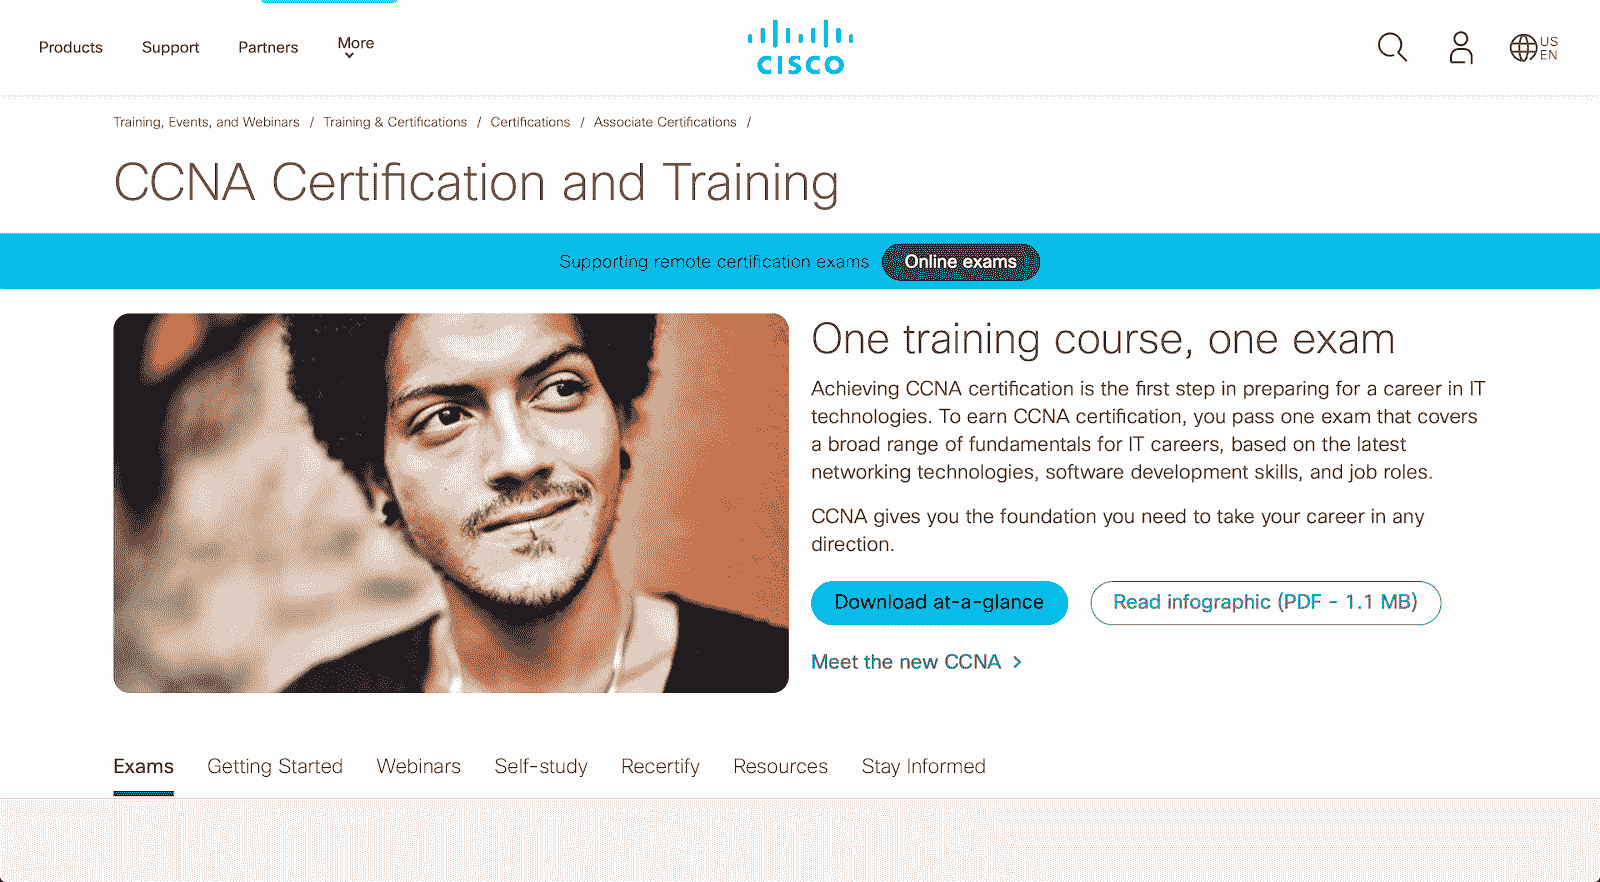 Products
Support
Partners
More
CISCO
US
EN
Training, Events, and Webinars / Training & Certifications / Certifications / Associate Certifications /
CCNA Certification and Training
Supporting remote certification exams
Online exams
One training course, one exam
Achieving CCNA certification is the first step in preparing for a career in IT
technologies. To earn CCNA certification, you pass one exam that covers
a broad range of fundamentals for IT careers, based on the latest
networking technologies, software development skills, and job roles.
CCNA gives you the foundation you need to take your career in any
direction.
Download at-a-glance
Read infographic (PDF - 1.1 MB)
Meet the new CCNA >
Exams
Getting Started
Webinars
Self-study
Recertify
Resources
Stay Informed